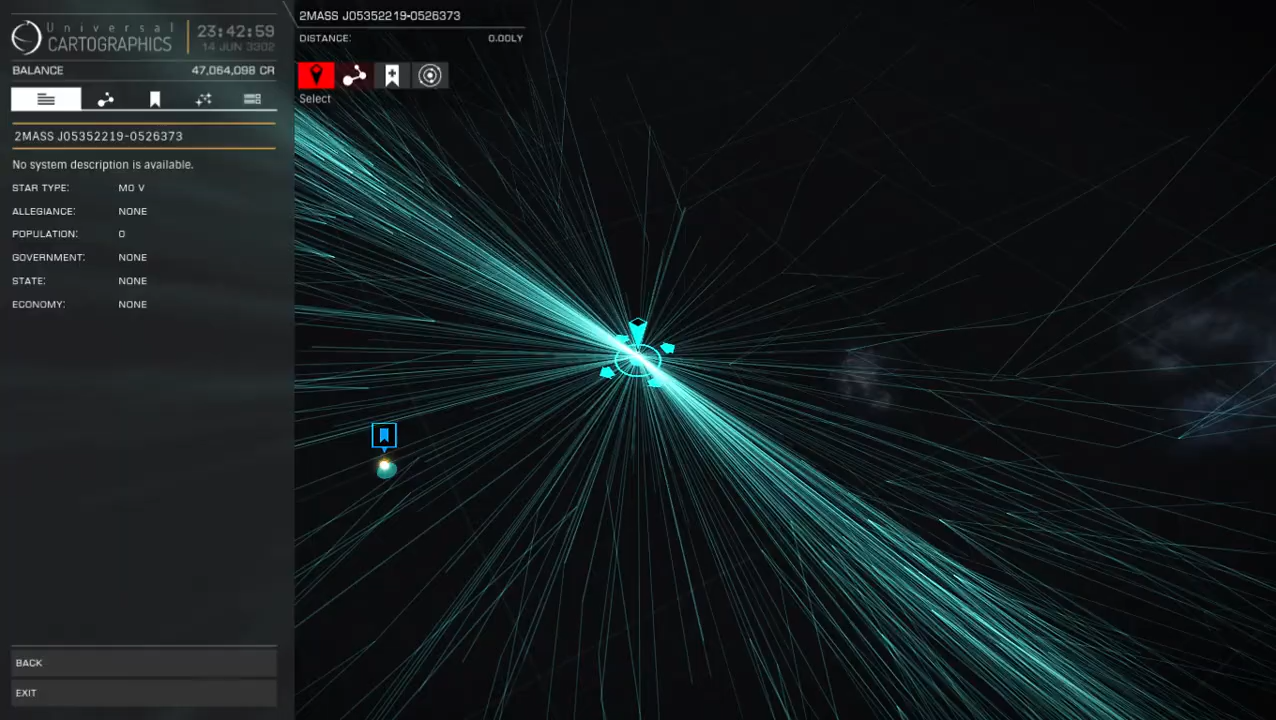 Universal
CARTOGRAPHICS
23:42:59
14 JUN 3302
BALANCE 47,064,098 CR
2MASS J05352219-0526373
No system description is available.
STAR TYPE: M0 V
ALLEGIANCE: NONE
POPULATION: 0
GOVERNMENT: NONE
STATE: NONE
ECONOMY: NONE
BACK
EXIT
2MASS J05352219-0526373
DISTANCE: 0.00LY
Select